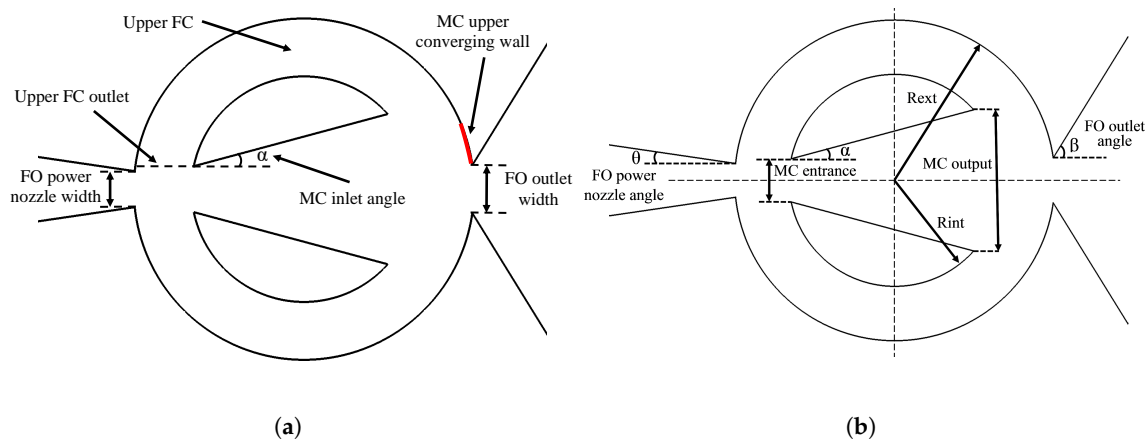 Upper FC
MC upper
converging wall
Upper FC outlet
α
FO power
nozzle width
MC inlet angle
FO outlet
width
(a)
Rext
FO outlet
angle
β
θ
α
FO power
nozzle angle
MC entrance
MC output
Rint
(b)